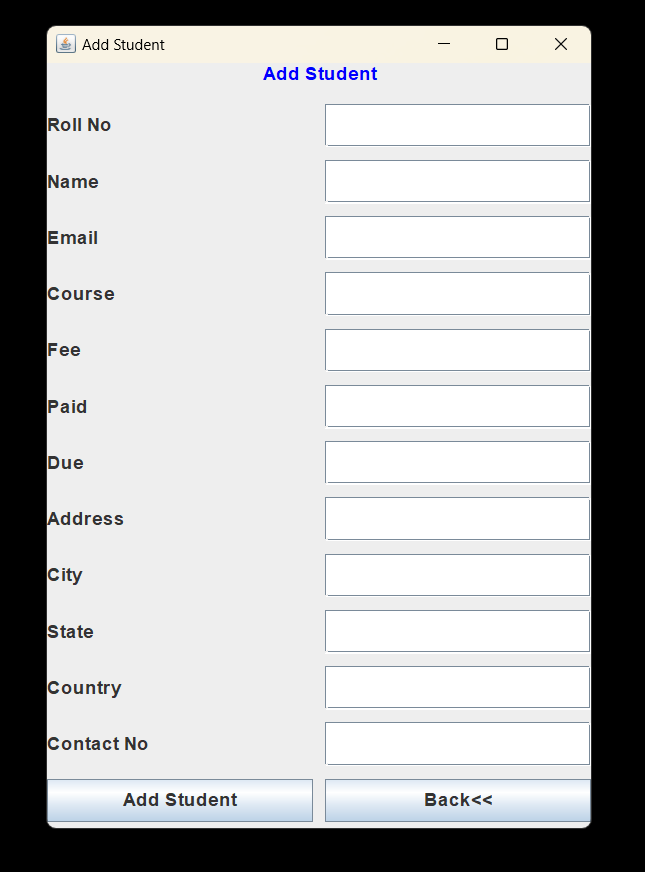 Add Student
Add Student
Roll No
Name
Email
Course
Fee
Paid
Due
Address
City
State
Country
Contact No
Add Student Back<<